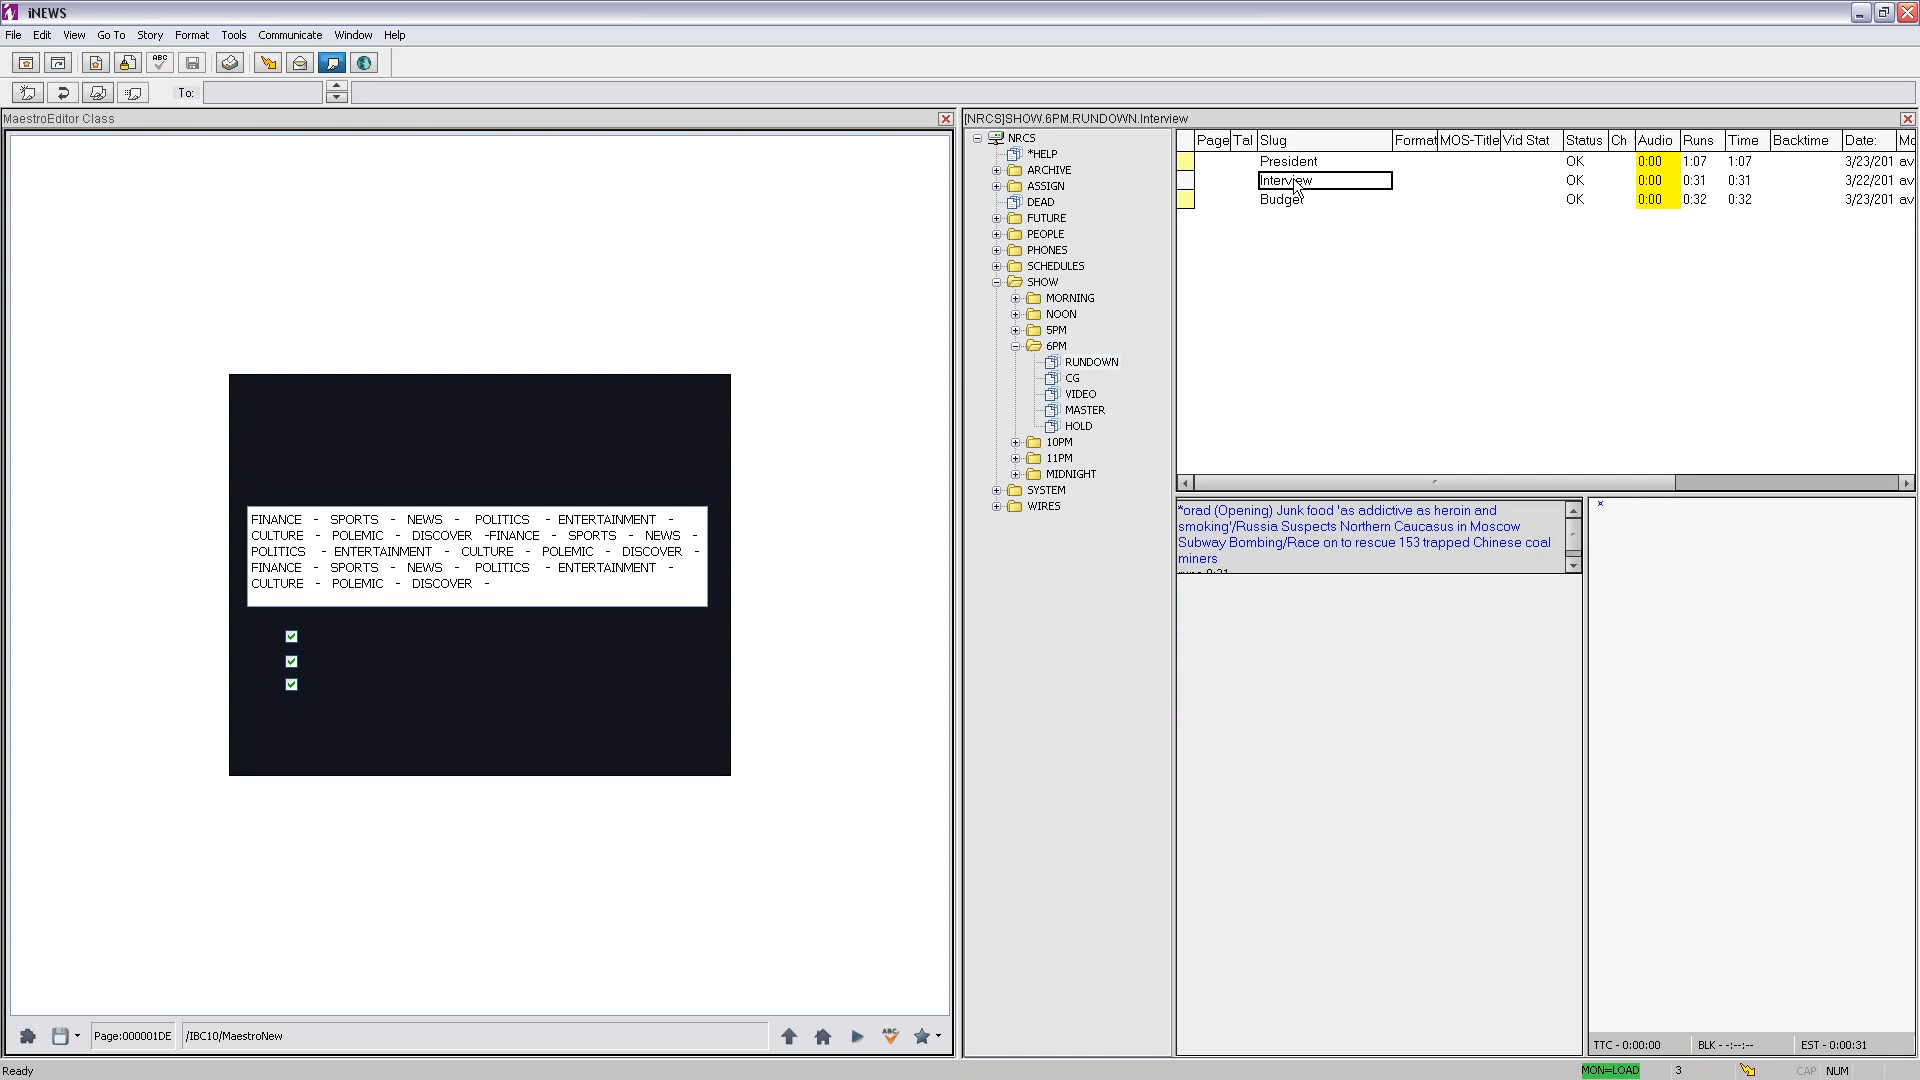 iNEWS
File Edit View Go To Story Format Tools Communicate Window Help
ABC
To:
MaestroEditor Class
[NRCS]SHOW.6PM.RUNDOWN.Interview
NRCS
*HELP
ARCHIVE
ASSIGN
DEAD
FUTURE
PEOPLE
PHONES
SCHEDULES
SHOW
MORNING
NOON
5PM
6PM
RUNDOWN
CG
VIDEO
MASTER
HOLD
10PM
11PM
MIDNIGHT
SYSTEM
WIRES
Page Tal Slug Format MOS-Title Vid Stat Status Ch Audio Runs Time Backtime Date: Mo
President OK 0:00 1:07 1:07 3/23/201 av
Interview OK 0:00 0:31 0:31 3/22/201 av
Budget OK 0:00 0:32 0:32 3/23/201 av
*orad (Opening) Junk food 'as addictive as heroin and
smoking'/Russia Suspects Northern Caucasus in Moscow
Subway Bombing/Race on to rescue 153 trapped Chinese coal
miners
FINANCE - SPORTS - NEWS - POLITICS - ENTERTAINMENT -
CULTURE - POLEMIC - DISCOVER -FINANCE - SPORTS - NEWS -
POLITICS - ENTERTAINMENT - CULTURE - POLEMIC - DISCOVER -
FINANCE - SPORTS - NEWS - POLITICS - ENTERTAINMENT -
CULTURE - POLEMIC - DISCOVER -
Page:000001DE /IBC10/MaestroNew
ABC
TTC - 0:00:00 BLK - -:--:-- EST - 0:00:31
Ready
MON=LOAD 3 CAP NUM